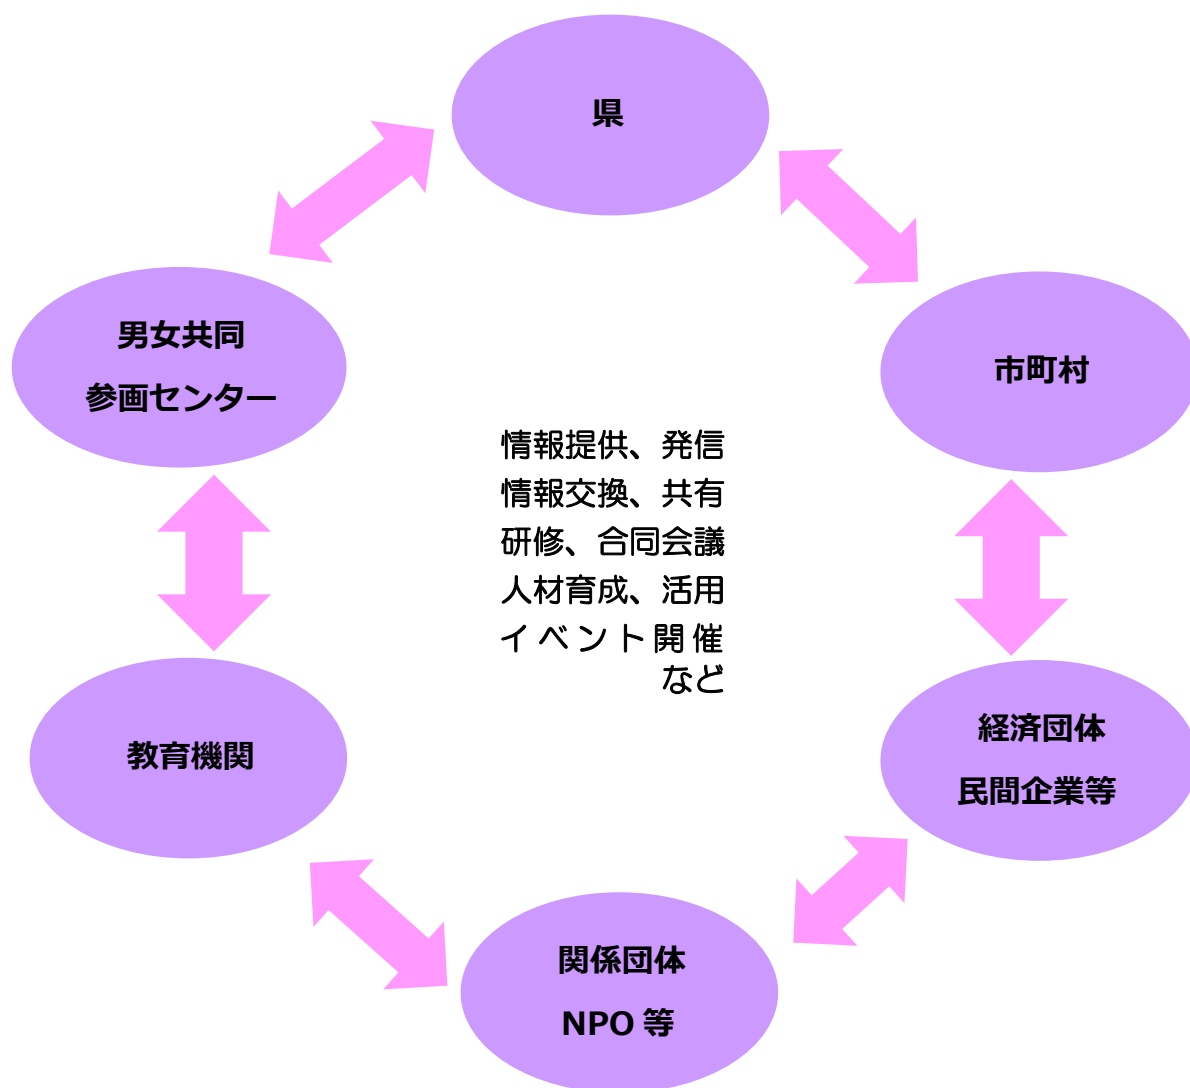 県
男女共同
参画センター
市町村
情報提供、発信
情報交換、共有
研修、合同会議
人材育成、活用
イベント開催
など
教育機関
経済団体
民間企業等
関係団体
NPO 等